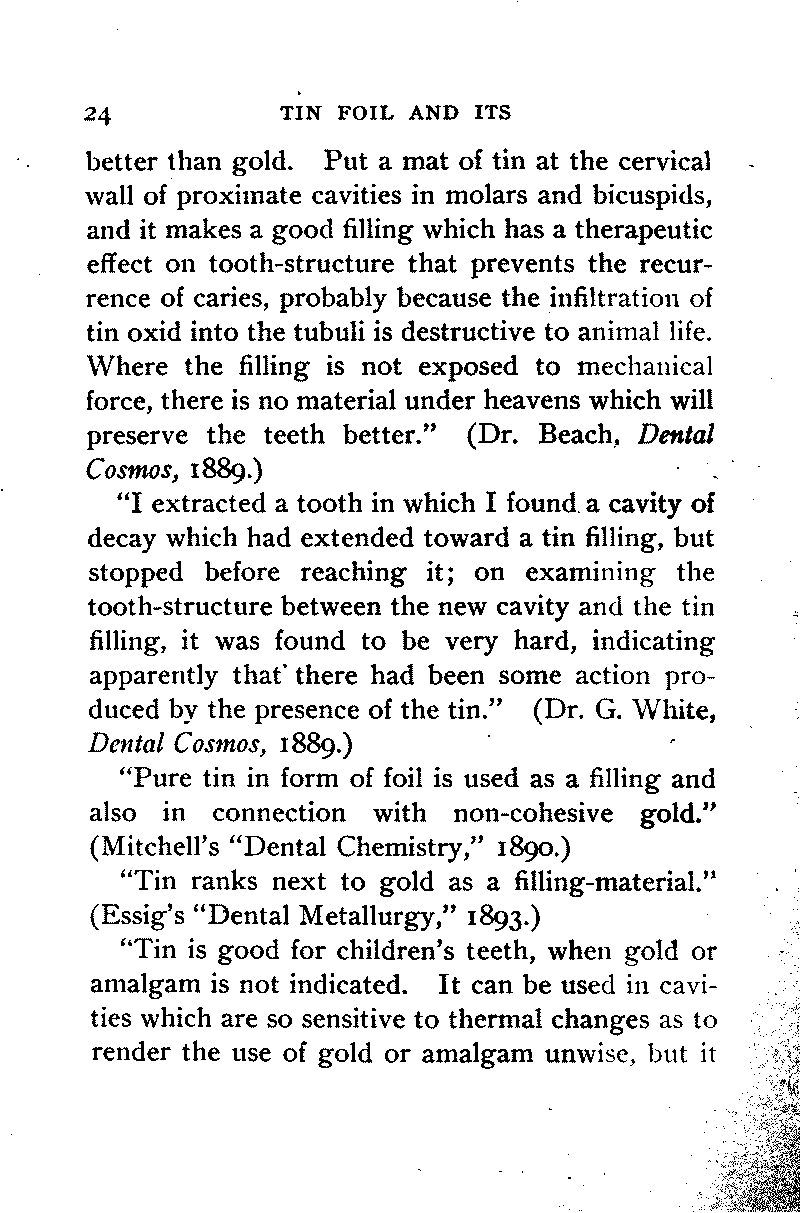 24 TIN FOIL AND ITS
better than gold. Put a mat of tin at the cervical
wall of proximate cavities in molars and bicuspids,
and it makes a good filling which has a therapeutic
effect on tooth-structure that prevents the recur-
rence of caries, probably because the infiltration of
tin oxid into the tubuli is destructive to animal life.
Where the filling is not exposed to mechanical
force, there is no material under heavens which will
preserve the teeth better.” (Dr. Beach, Dental
Cosmos, 1889.)
“I extracted a tooth in which I found a cavity of
decay which had extended toward a tin filling, but
stopped before reaching it; on examining the
tooth-structure between the new cavity and the tin
filling, it was found to be very hard, indicating
apparently that there had been some action pro-
duced by the presence of the tin.” (Dr. G. White,
Dental Cosmos, 1889.)
“Pure tin in form of foil is used as a filling and
also in connection with non-cohesive gold.”
(Mitchell’s “Dental Chemistry,” 1890.)
“Tin ranks next to gold as a filling-material.”
(Essig’s “Dental Metallurgy,” 1893.)
“Tin is good for children’s teeth, when gold or
amalgam is not indicated. It can be used in cavi-
ties which are so sensitive to thermal changes as to
render the use of gold or amalgam unwise, but it